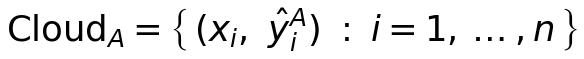 Cloud_A = { (x_i, ŷ_i^A) : i = 1, … , n }